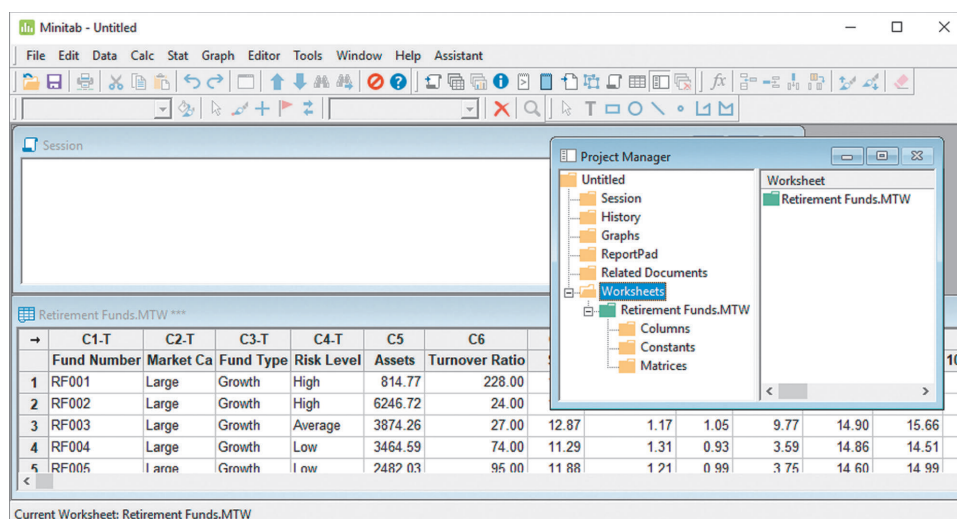 Minitab - Untitled
File Edit Data Calc Stat Graph Editor Tools Window Help Assistant
Session
Project Manager
Untitled
Session
History
Graphs
ReportPad
Related Documents
Worksheets
Retirement Funds.MTW
Columns
Constants
Matrices
Worksheet
Retirement Funds.MTW
Retirement Funds.MTW ***
C1-T C2-T C3-T C4-T C5 C6
Fund Number Market Ca Fund Type Risk Level Assets Turnover Ratio
1 RF001 Large Growth High 814.77 228.00
2 RF002 Large Growth High 6246.72 24.00
3 RF003 Large Growth Average 3874.26 27.00 12.87 1.17 1.05 9.77 14.90 15.66
4 RF004 Large Growth Low 3464.59 74.00 11.29 1.31 0.93 3.59 14.86 14.51
5 RF005 Large Growth Low 2482.03 95.00 11.88 1.21 0.99 3.75 14.60 14.99
Current Worksheet: Retirement Funds.MTW